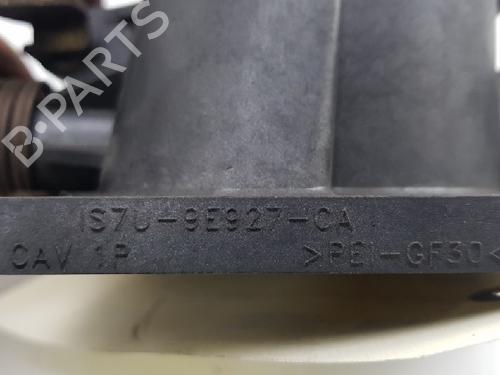 B-PARTS
1S7U-9E927-CA
CAV 1P
>PEI-GF30<